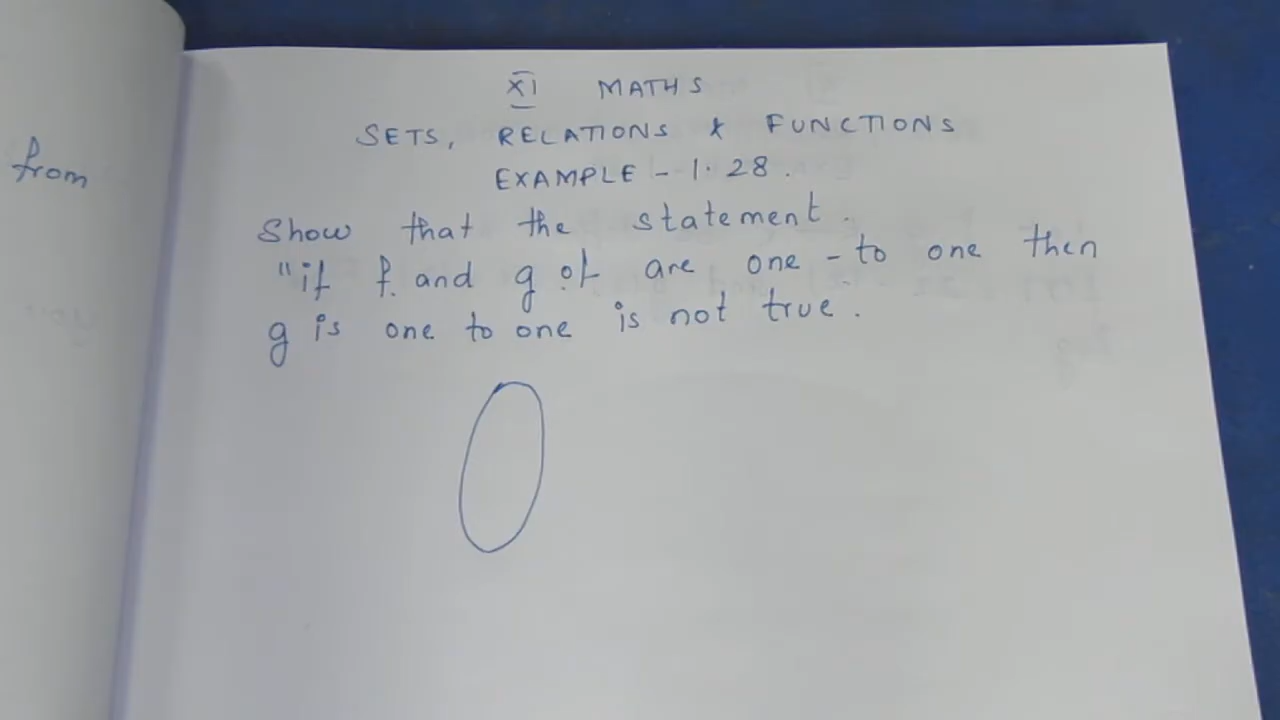 from
XI MATHS
SETS, RELATIONS & FUNCTIONS
EXAMPLE - 1.28.
Show that the statement.
"if f and g of are one - to one then
g is one to one is not true.